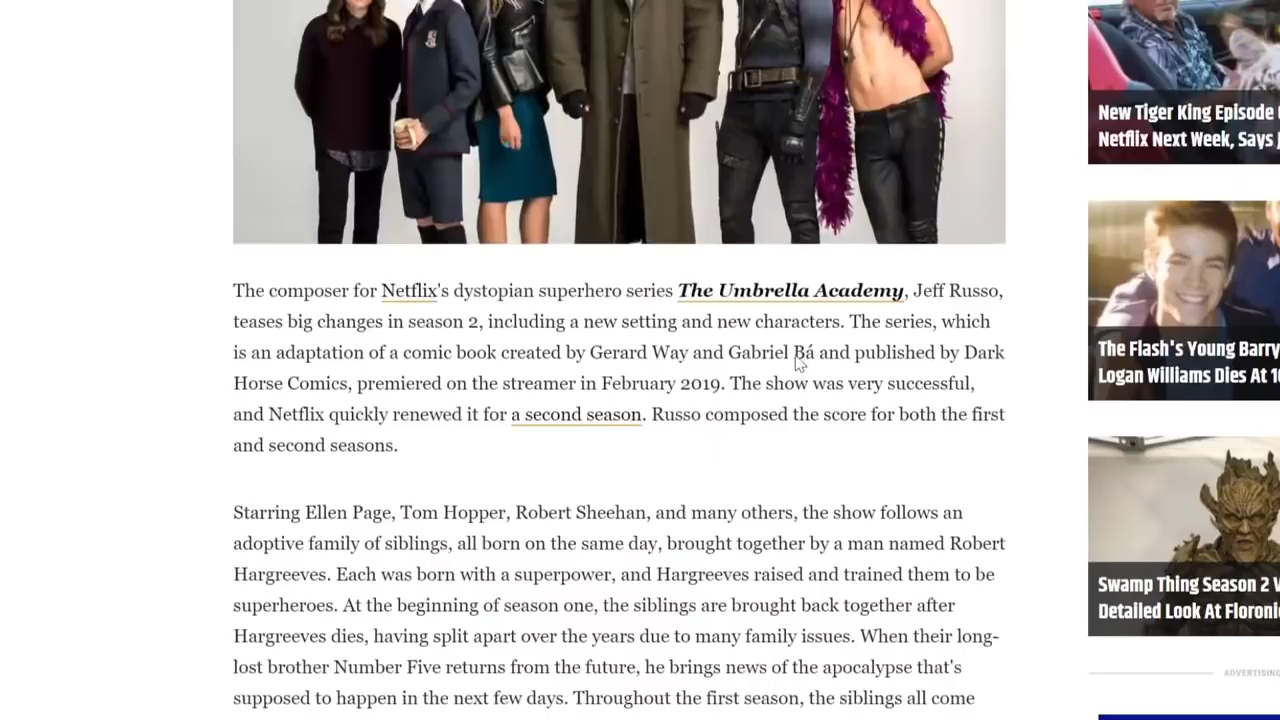 The composer for Netflix's dystopian superhero series The Umbrella Academy, Jeff Russo,
teases big changes in season 2, including a new setting and new characters. The series, which
is an adaptation of a comic book created by Gerard Way and Gabriel Bá and published by Dark
Horse Comics, premiered on the streamer in February 2019. The show was very successful,
and Netflix quickly renewed it for a second season. Russo composed the score for both the first
and second seasons.
Starring Ellen Page, Tom Hopper, Robert Sheehan, and many others, the show follows an
adoptive family of siblings, all born on the same day, brought together by a man named Robert
Hargreeves. Each was born with a superpower, and Hargreeves raised and trained them to be
superheroes. At the beginning of season one, the siblings are brought back together after
Hargreeves dies, having split apart over the years due to many family issues. When their long-
lost brother Number Five returns from the future, he brings news of the apocalypse that's
supposed to happen in the next few days. Throughout the first season, the siblings all come
New Tiger King Episode
Netflix Next Week, Says
The Flash's Young Barry
Logan Williams Dies At
Swamp Thing Season 2
Detailed Look At
ADVERTISING